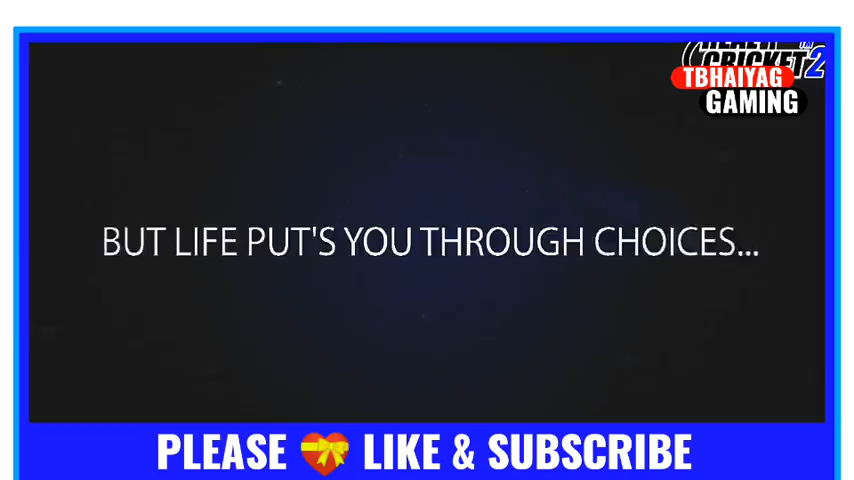 CRICKET 2
TBHAIYAG
GAMING
BUT LIFE PUT'S YOU THROUGH CHOICES...
PLEASE 💝 LIKE & SUBSCRIBE